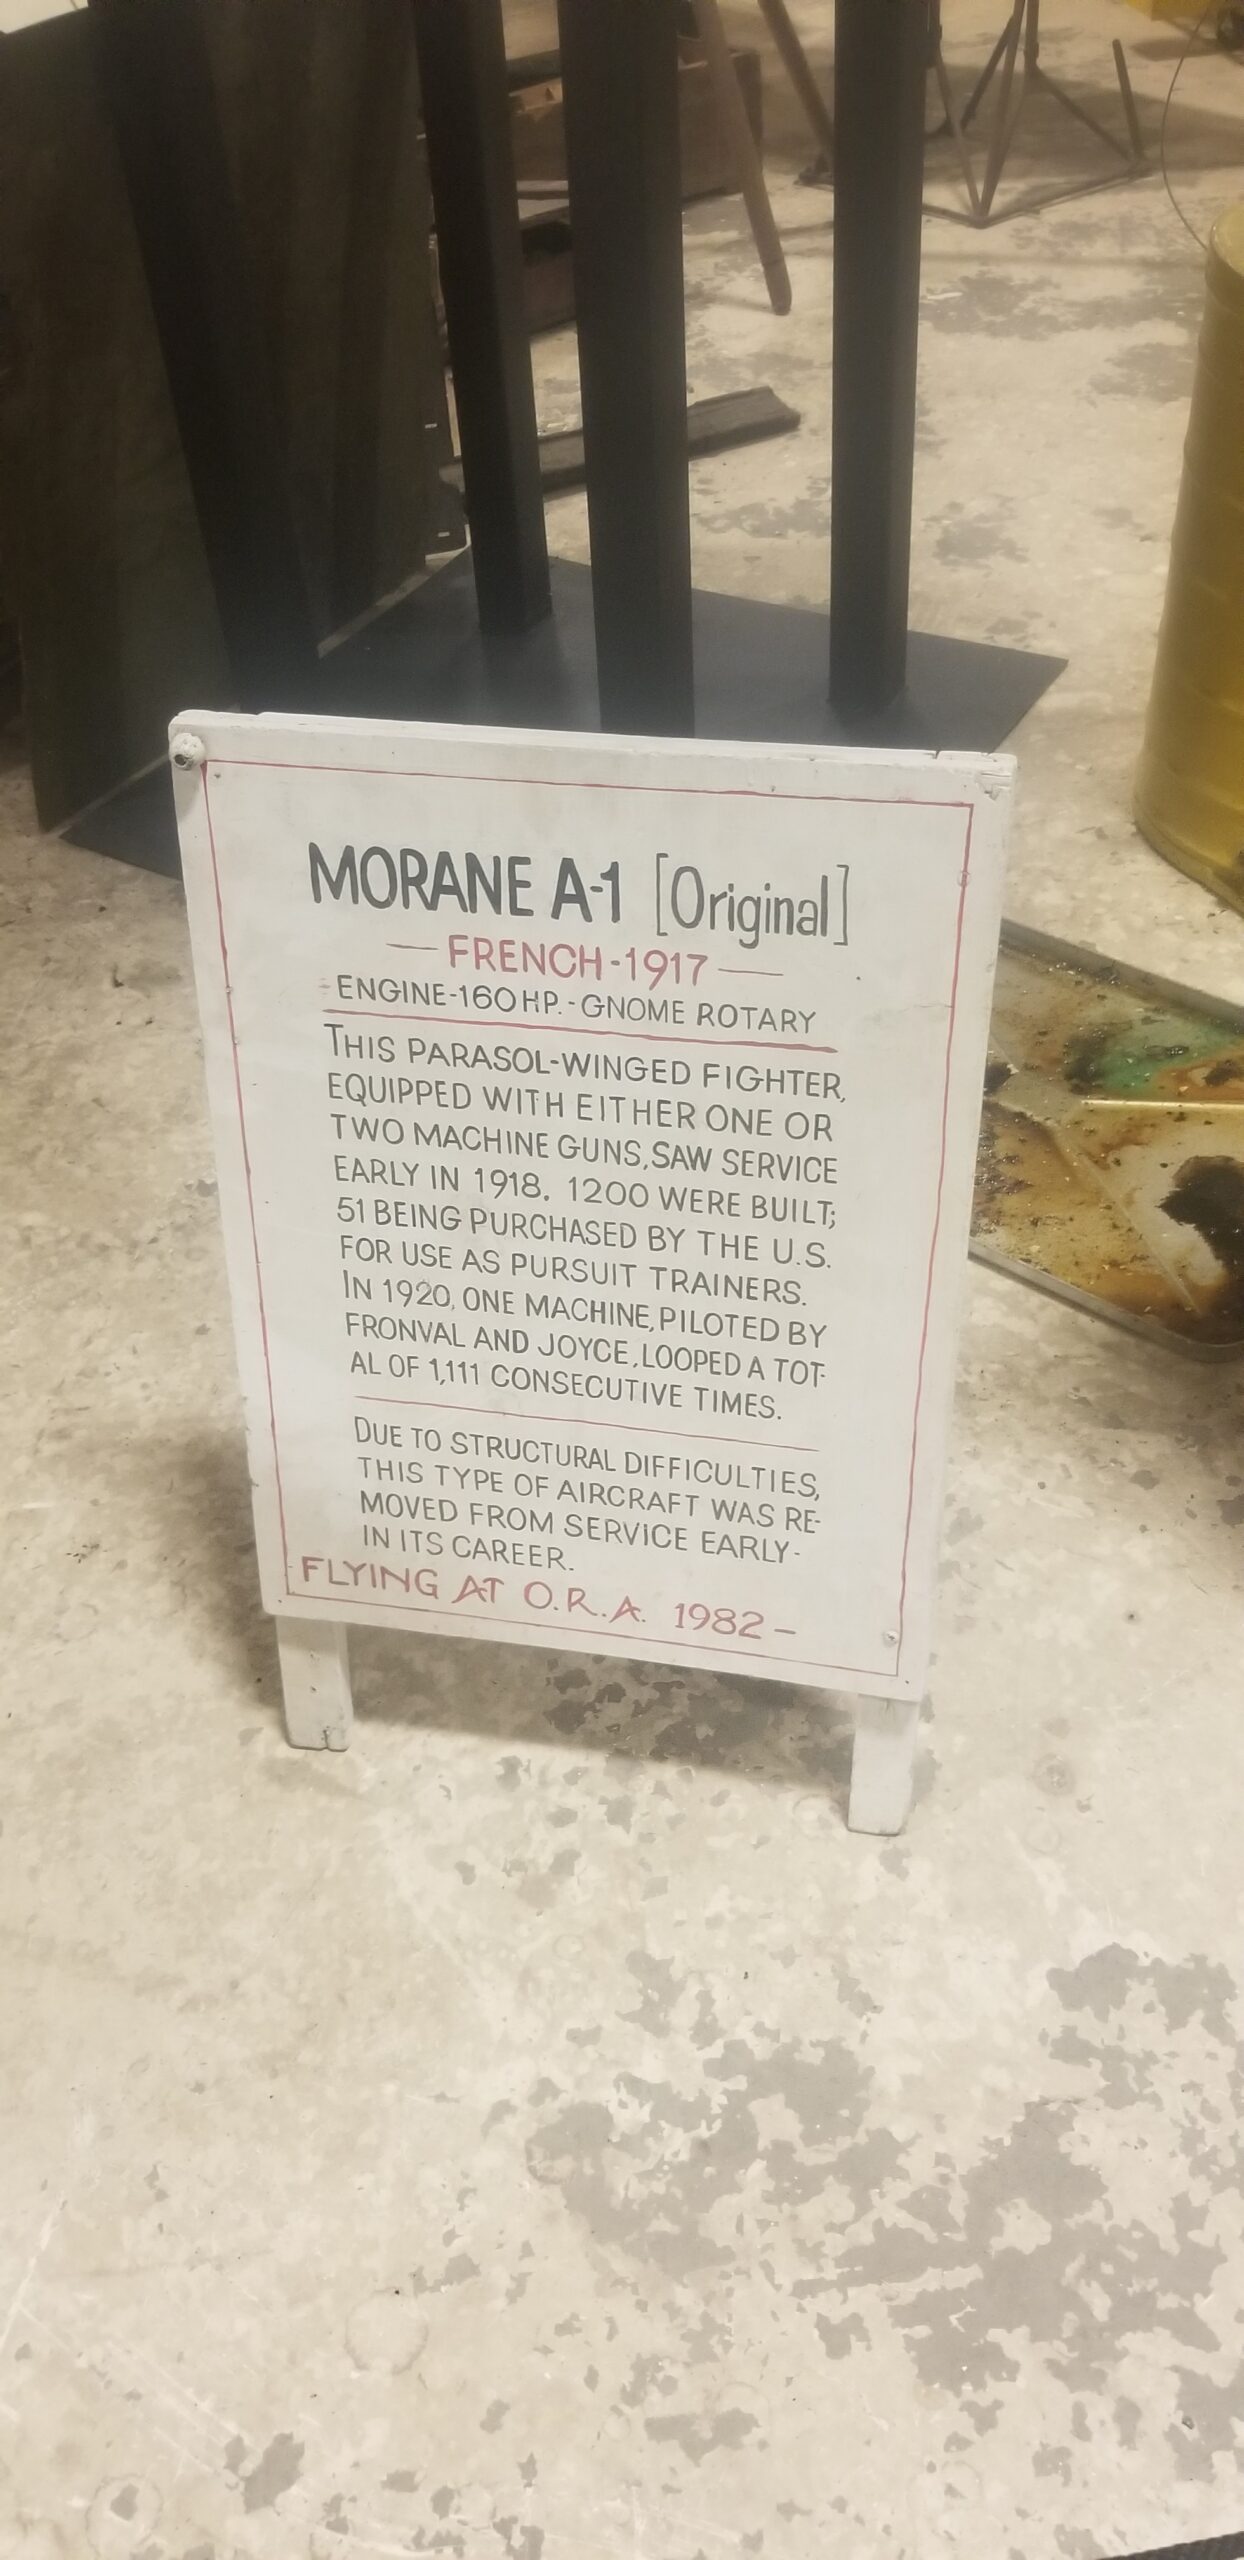 MORANE A-1 [Original]
— FRENCH-1917 —
ENGINE-160 HP. - GNOME ROTARY
THIS PARASOL-WINGED FIGHTER,
EQUIPPED WITH EITHER ONE OR
TWO MACHINE GUNS, SAW SERVICE
EARLY IN 1918. 1200 WERE BUILT;
51 BEING PURCHASED BY THE U.S.
FOR USE AS PURSUIT TRAINERS.
IN 1920, ONE MACHINE, PILOTED BY
FRONVAL AND JOYCE, LOOPED A TOT-
AL OF 1,111 CONSECUTIVE TIMES.
DUE TO STRUCTURAL DIFFICULTIES,
THIS TYPE OF AIRCRAFT WAS RE-
MOVED FROM SERVICE EARLY-
IN ITS CAREER.
FLYING AT O.R.A. 1982 -